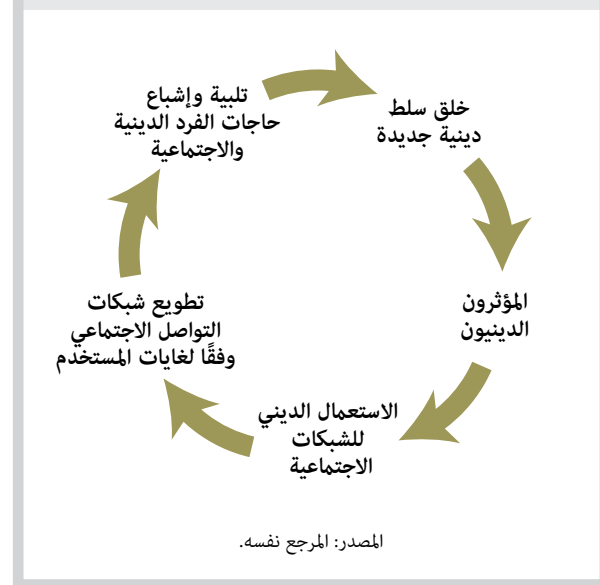 خلق سلط
دينية جديدة
المؤثرون
الدينيون
الاستعمال الديني
للشبكات
الاجتماعية
تطويع شبكات
التواصل الاجتماعي
وفقًا لغايات المستخدم
تلبية وإشباع
حاجات الفرد الدينية
والاجتماعية
المصدر: المرجع نفسه.